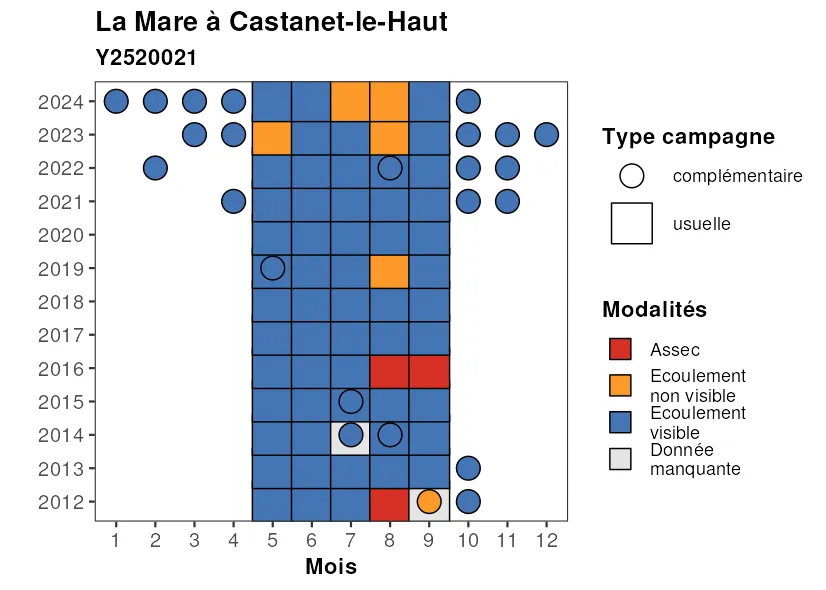 La Mare à Castanet-le-Haut
Y2520021
2024
2023
2022
2021
2020
2019
2018
2017
2016
2015
2014
2013
2012
1 2 3 4 5 6 7 8 9 10 11 12
Mois
Type campagne
complémentaire
usuelle
Modalités
Assec
Ecoulement
non visible
Ecoulement
visible
Donnée
manquante